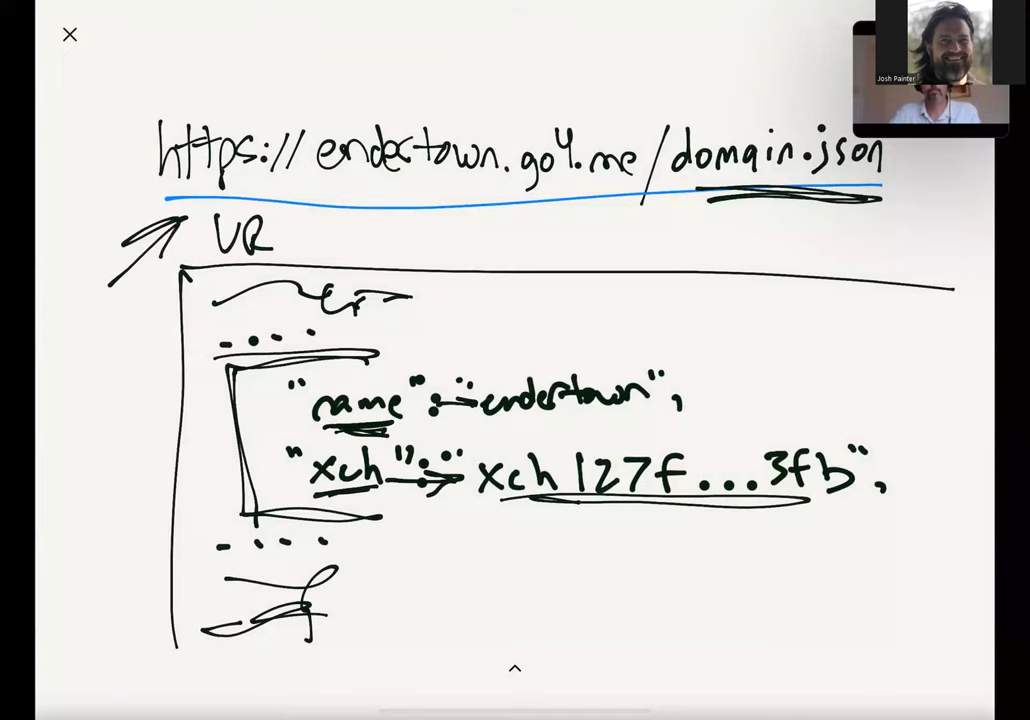 Josh Painter
https://endertown.go4.me/domain.json
VR
"name": "endertown",
"xch": "xch127f...3fb",